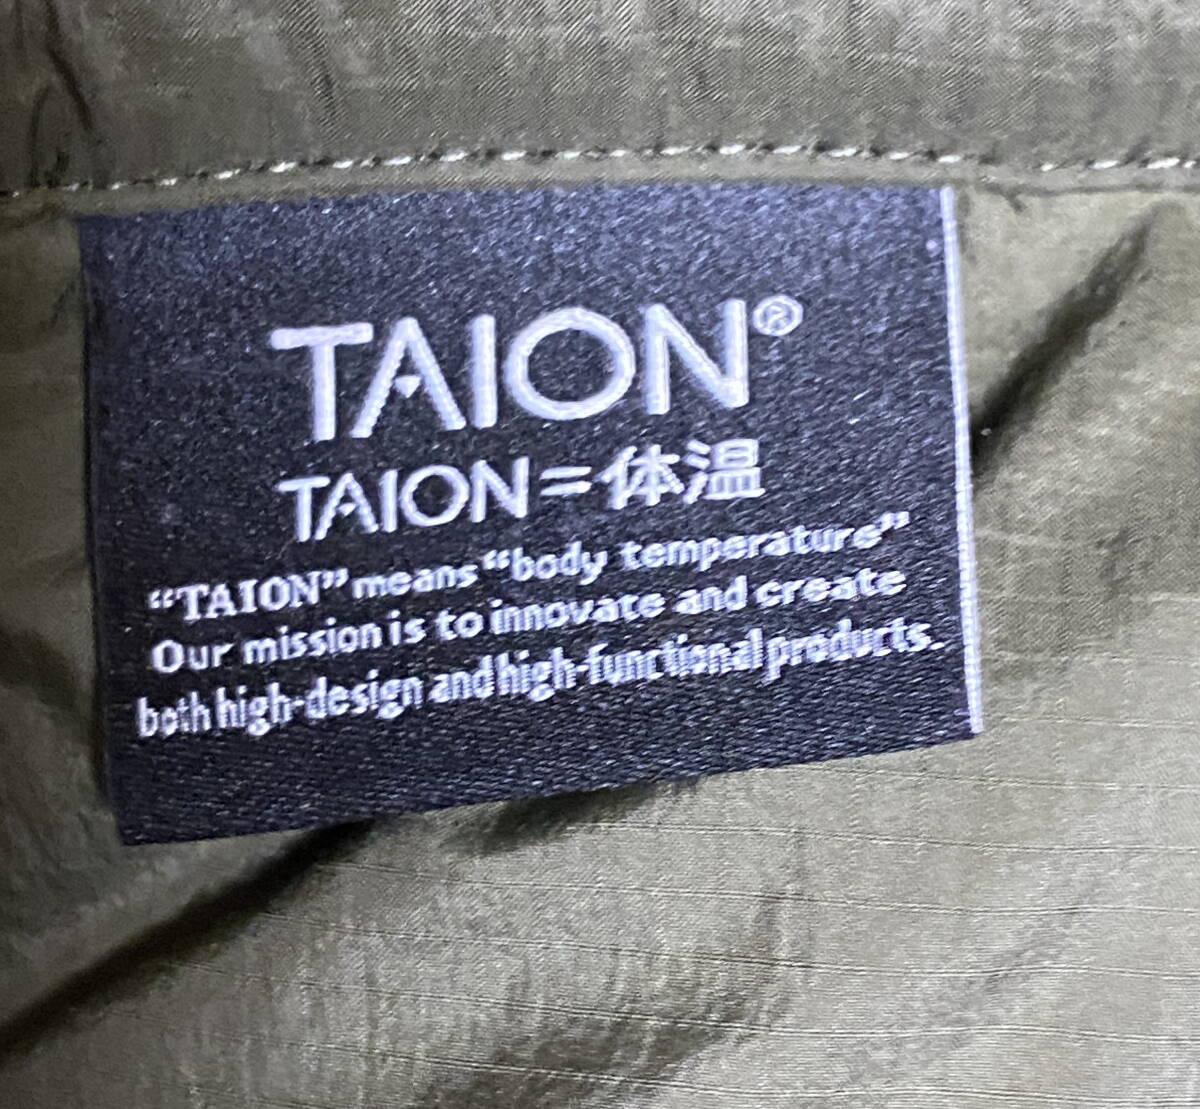 TAION®
TAION=体温
“TAION” means “body temperature”
Our mission is to innovate and create
both high-design and high-functional products.